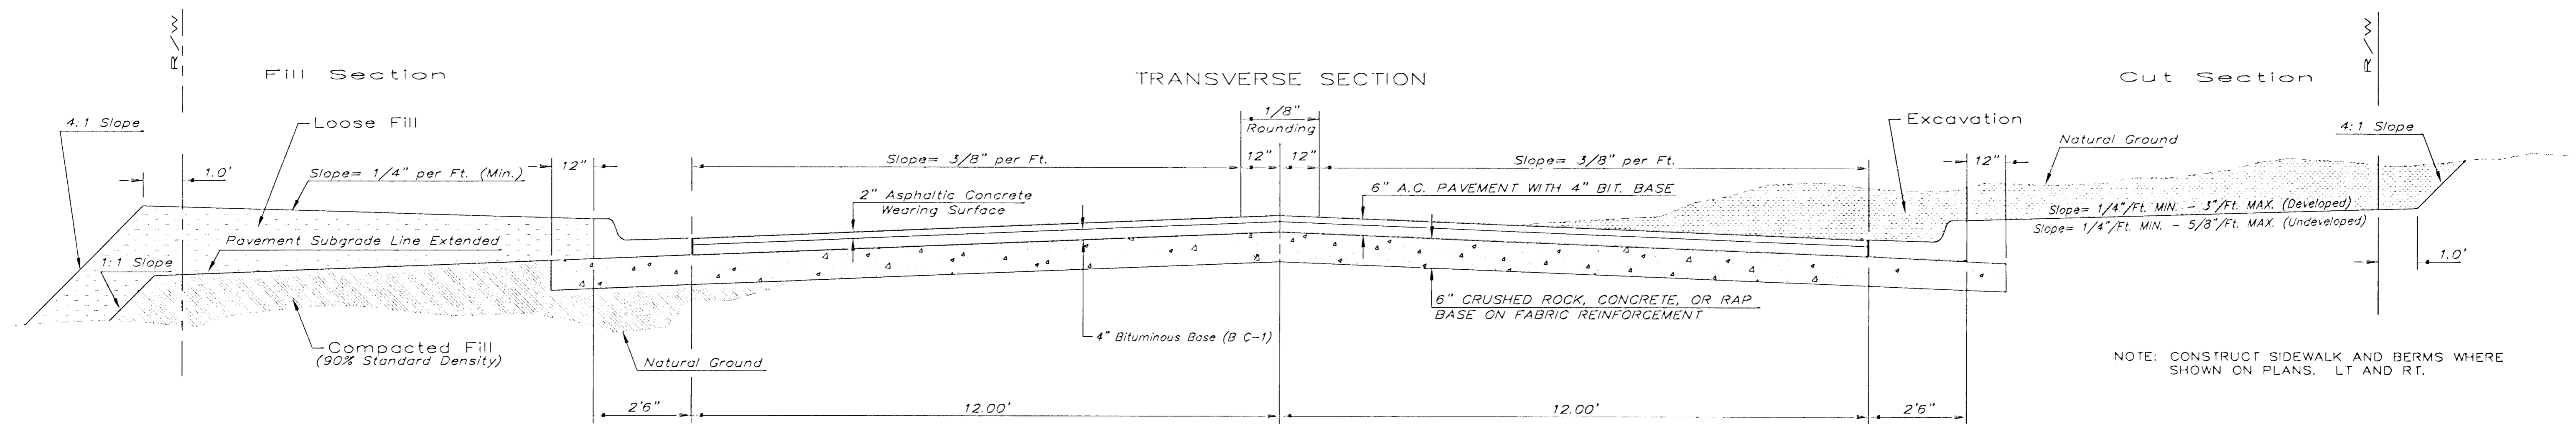 R/W
Fill Section
TRANSVERSE SECTION
Cut Section
R/W
4:1 Slope
Loose Fill
1/8"
Rounding
Excavation
Natural Ground
4:1 Slope
1.0'
Slope= 1/4" per Ft. (Min.)
12"
Slope= 3/8" per Ft.
12"
12"
Slope= 3/8" per Ft.
12"
2" Asphaltic Concrete
Wearing Surface
6" A.C. PAVEMENT WITH 4" BIT. BASE
Slope= 1/4"/Ft. MIN. - 3"/Ft. MAX. (Developed)
Slope= 1/4"/Ft. MIN. - 5/8"/Ft. MAX. (Undeveloped)
Pavement Subgrade Line Extended
1:1 Slope
1.0'
6" CRUSHED ROCK, CONCRETE, OR RAP
BASE ON FABRIC REINFORCEMENT
4" Bituminous Base (B C-1)
Compacted Fill
(90% Standard Density)
Natural Ground
NOTE: CONSTRUCT SIDEWALK AND BERMS WHERE
SHOWN ON PLANS. LT AND RT.
2'6"
12.00'
12.00'
2'6"